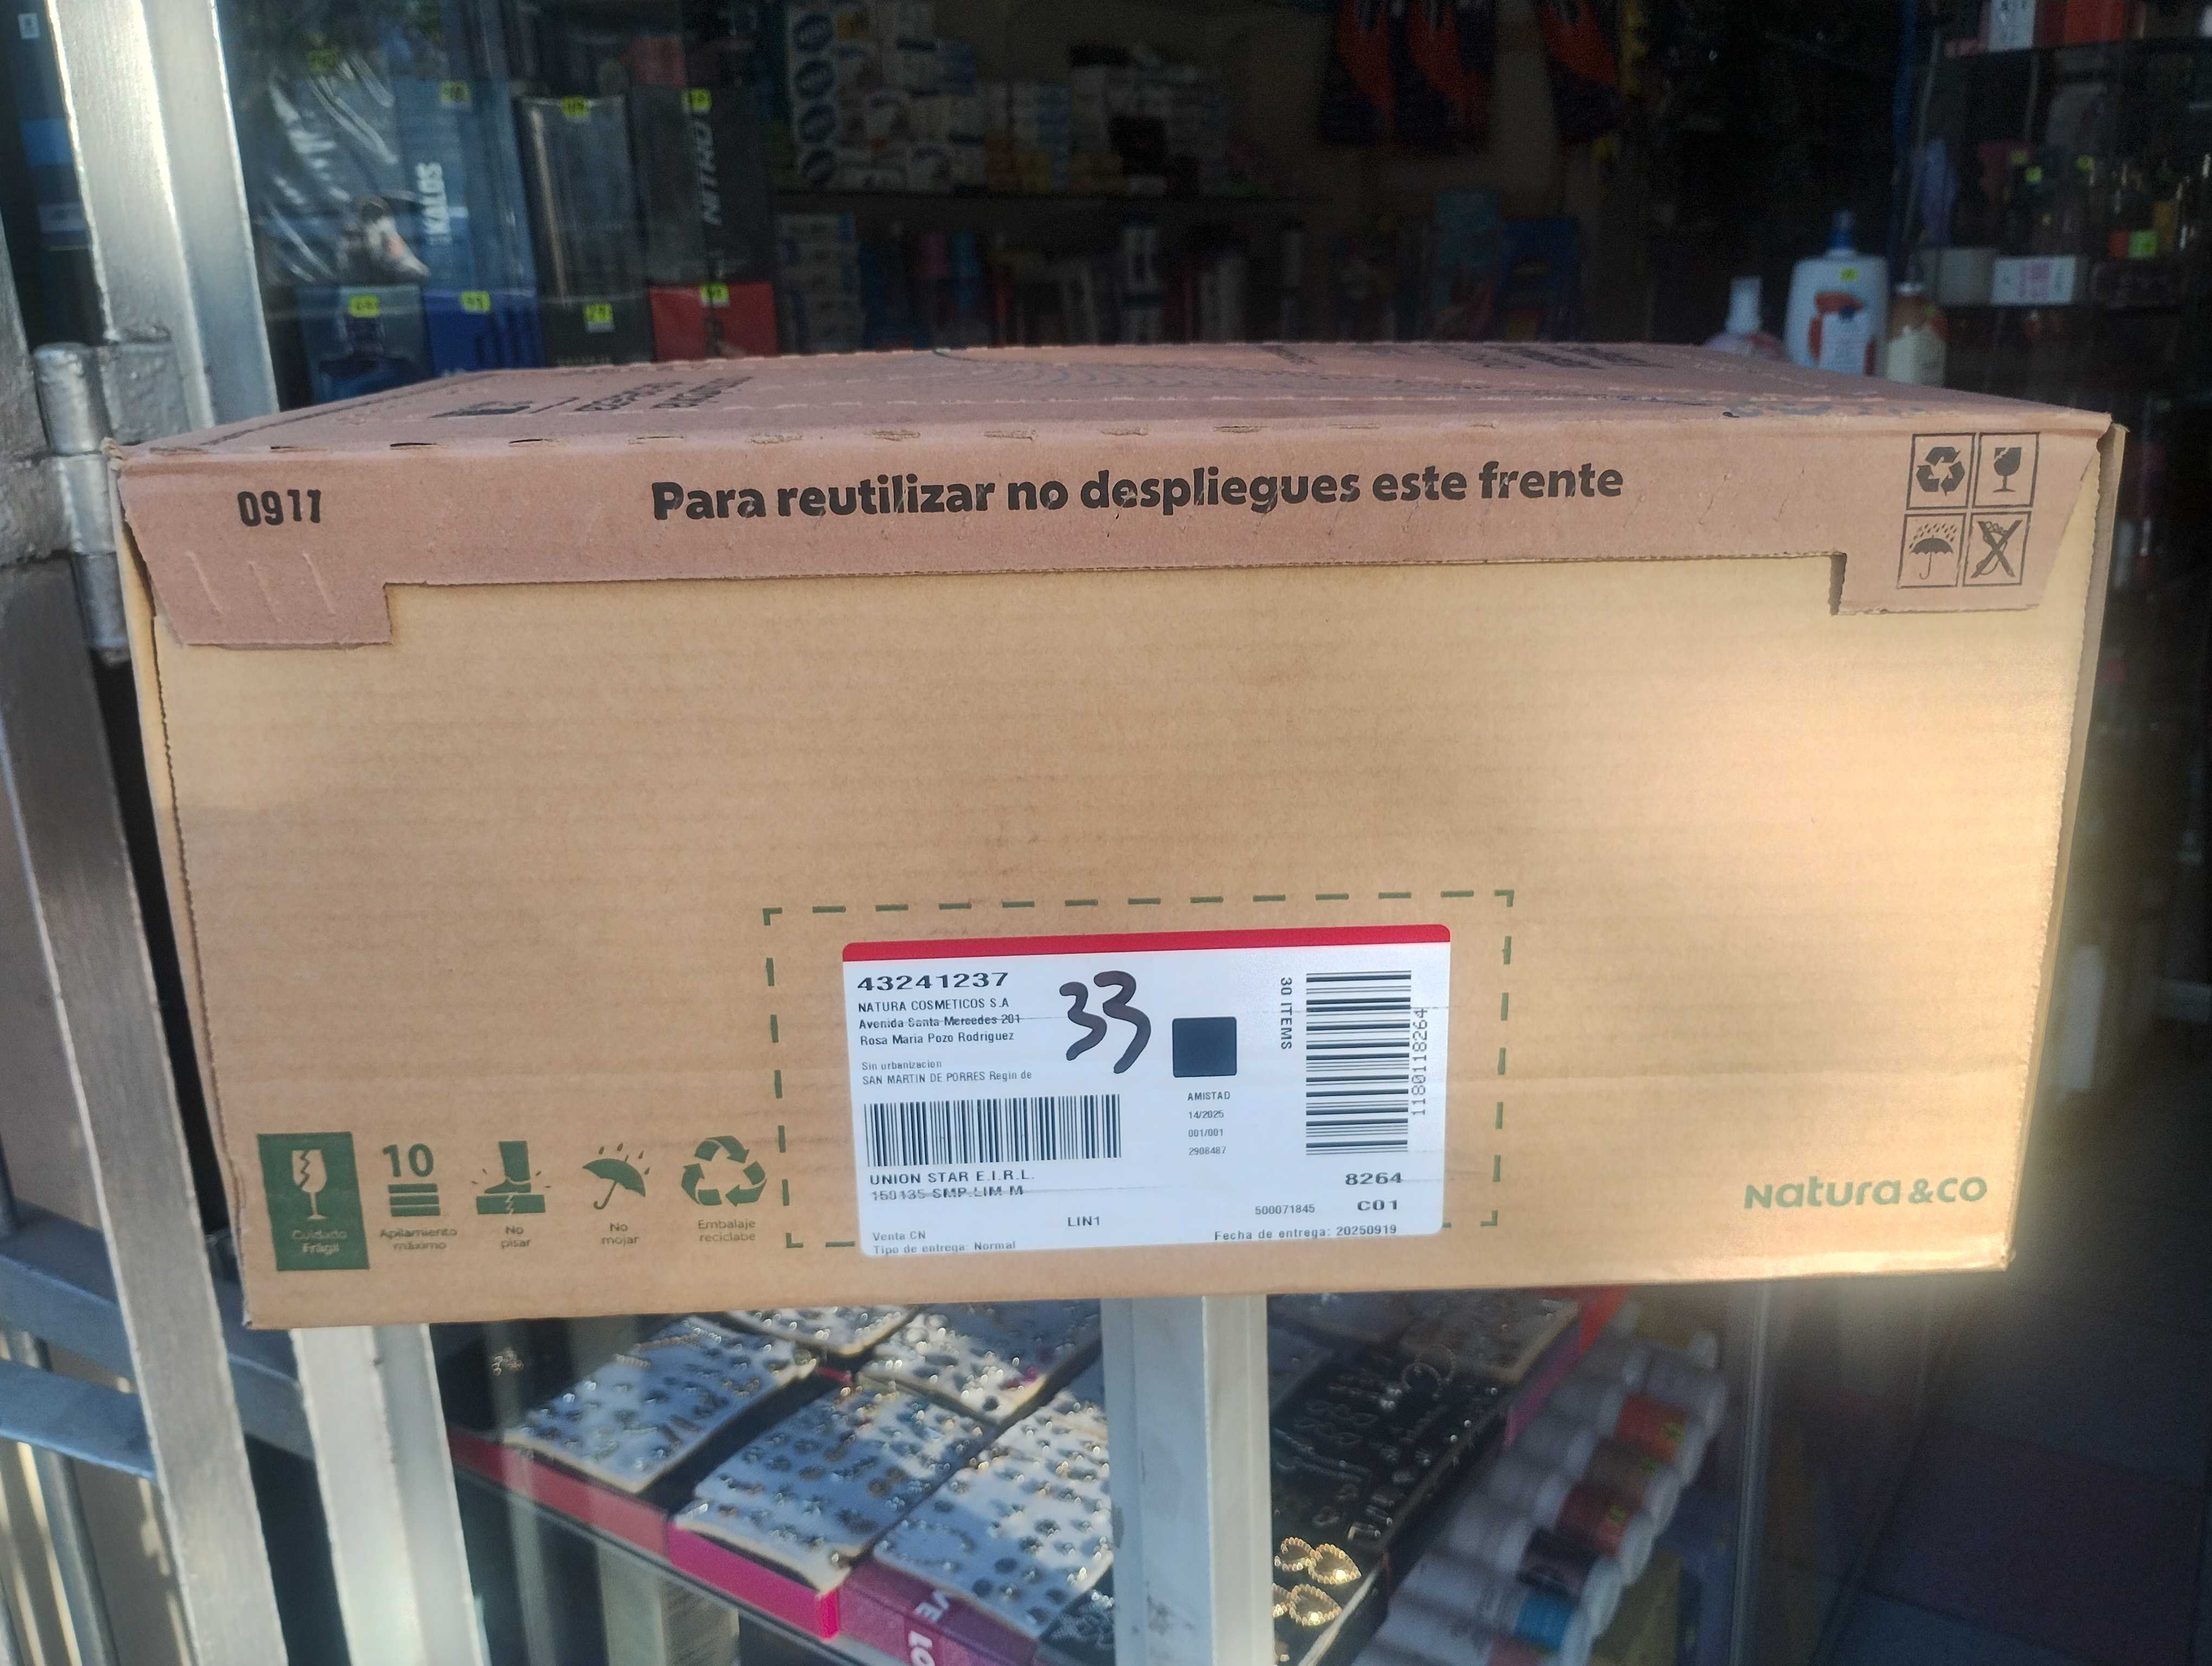 KALOS
NITRO
0911
Para reutilizar no despliegues este frente
43241237
NATURA COSMETICOS S.A
Avenida Santa Mercedes 201
Rosa Maria Pozo Rodriguez
Sin urbanizacion
SAN MARTIN DE PORRES Regin de
33
30 ITEMS
1180118264
AMISTAD
14/2025
001/001
2908487
UNION STAR E.I.R.L.
150135-SMP-LIM-M
8264
500071845
C01
LIN1
Venta CN
Fecha de entrega: 20250919
Tipo de entrega: Normal
Cuidado
Frágil
10
Apilamiento
máximo
No
pisar
No
mojar
Embalaje
reciclabe
Natura &co